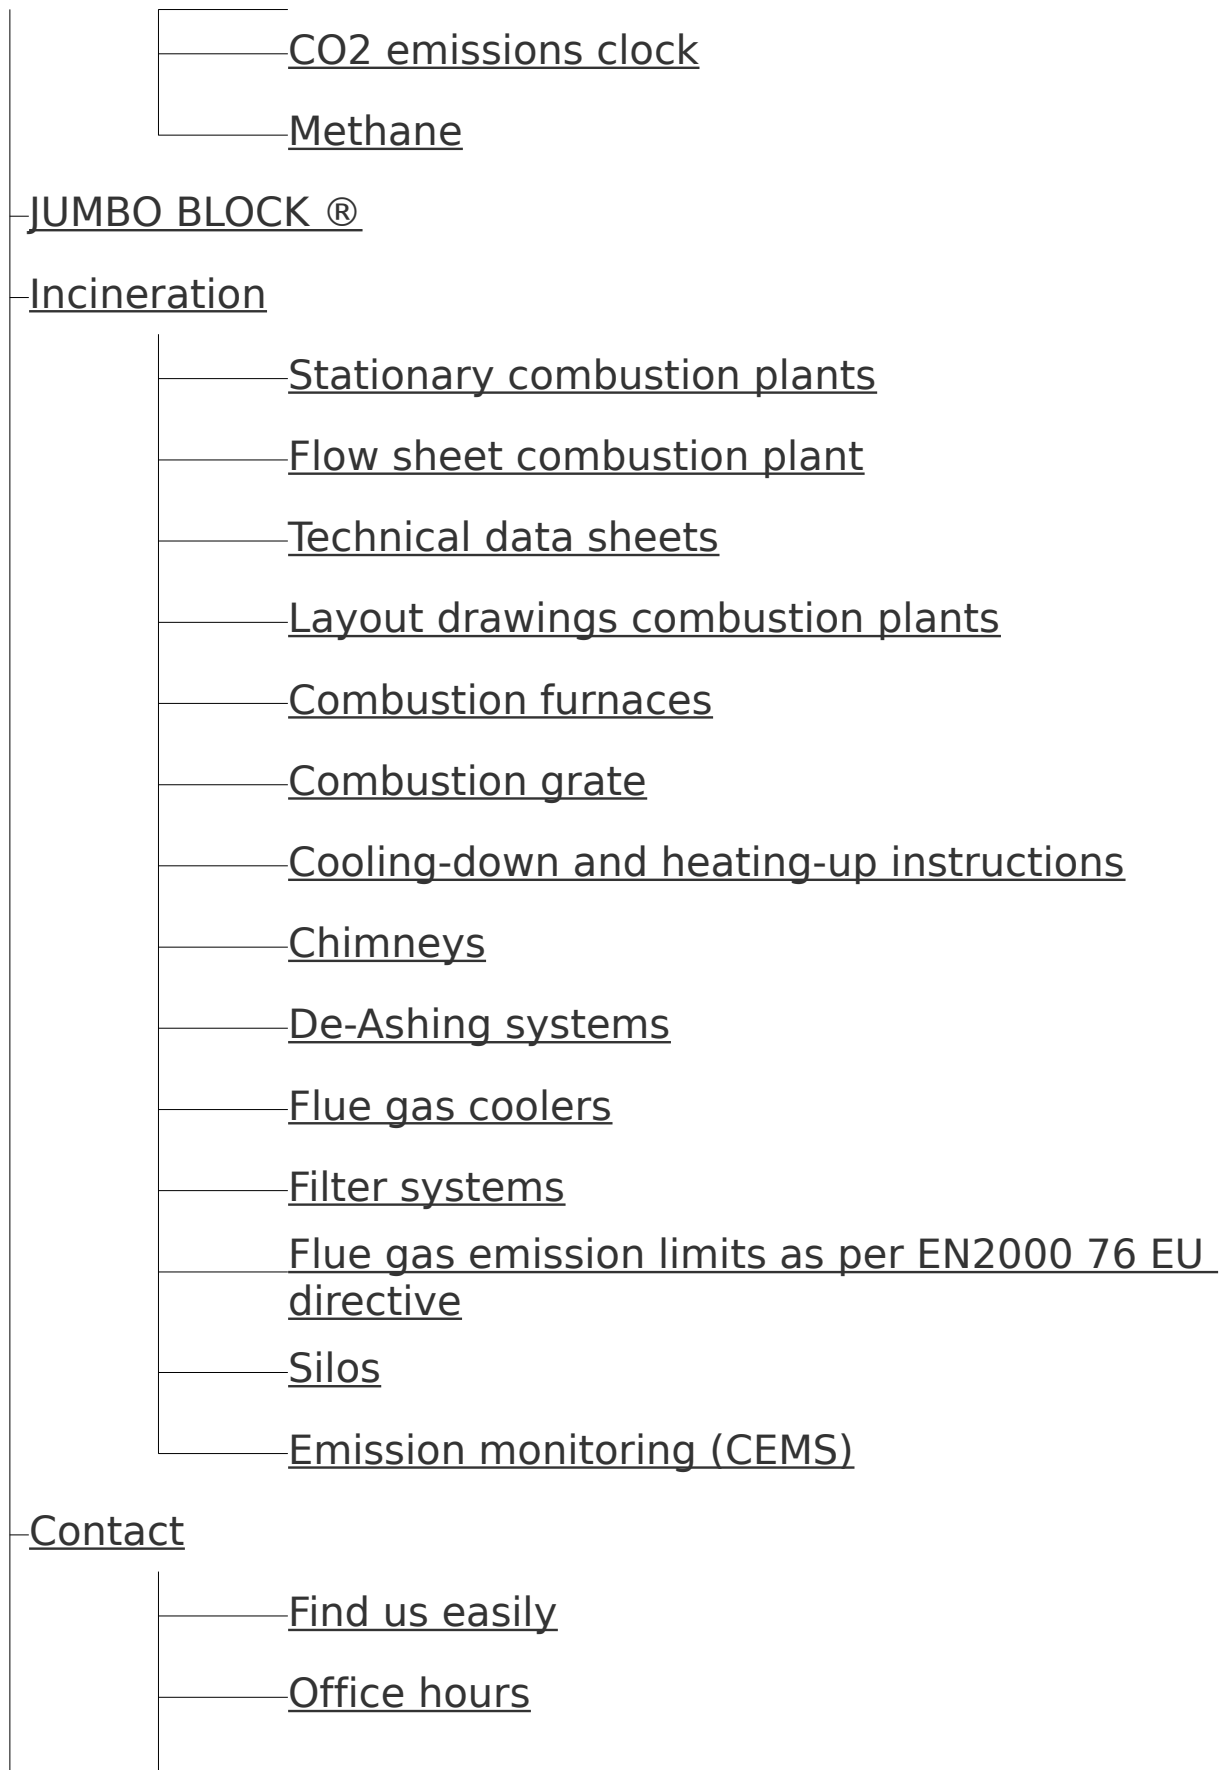 CO2 emissions clock
Methane
JUMBO BLOCK ®
Incineration
Stationary combustion plants
Flow sheet combustion plant
Technical data sheets
Layout drawings combustion plants
Combustion furnaces
Combustion grate
Cooling-down and heating-up instructions
Chimneys
De-Ashing systems
Flue gas coolers
Filter systems
Flue gas emission limits as per EN2000 76 EU
directive
Silos
Emission monitoring (CEMS)
Contact
Find us easily
Office hours